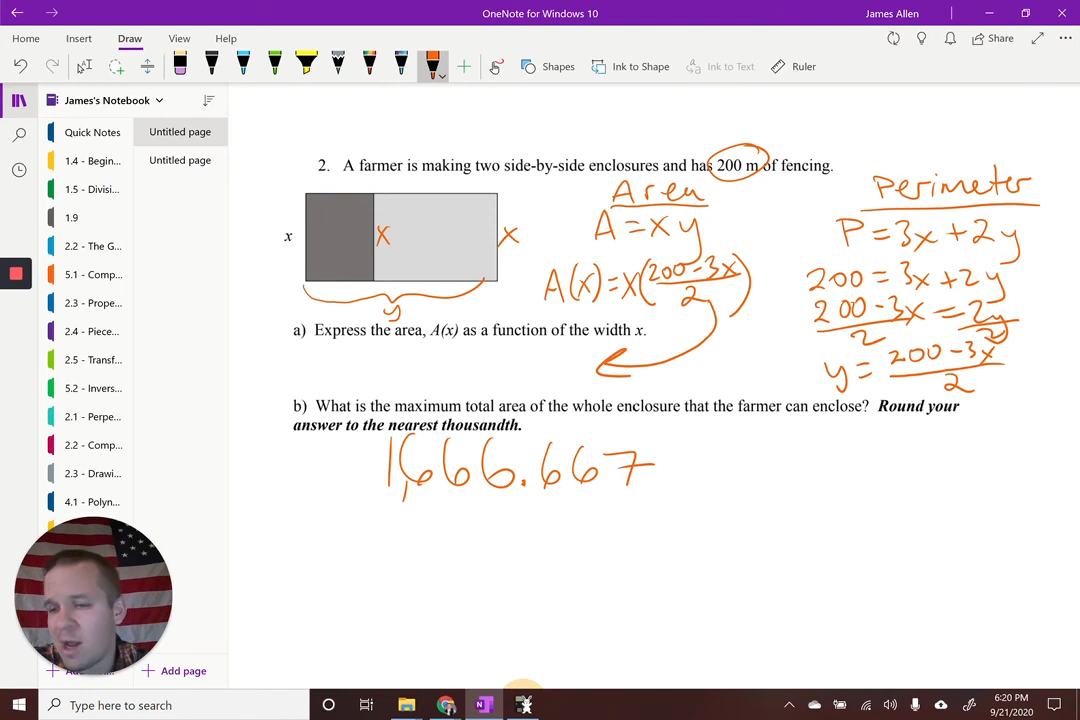 OneNote for Windows 10
James Allen
Home Insert Draw View Help
Share
Shapes Ink to Shape Ink to Text Ruler
James's Notebook
Quick Notes
1.4 – Begin...
1.5 - Divisi...
1.9
2.2 - The G...
5.1 - Comp...
2.3 - Prope...
2.4 - Piece...
2.5 - Transf...
5.2 - Invers...
2.1 - Perpe...
2.2 - Comp...
2.3 - Drawi...
4.1 - Polyn...
Untitled page
Untitled page
Add page
2. A farmer is making two side-by-side enclosures and has 200 m of fencing.
x
X
X
y
Area
A = x y
A(x) = x(200-3x/2)
Perimeter
P = 3x + 2y
200 = 3x + 2y
200 - 3x = 2y
2 2
y = 200 - 3x
2
a) Express the area, A(x) as a function of the width x.
b) What is the maximum total area of the whole enclosure that the farmer can enclose? Round your
answer to the nearest thousandth.
1,666.667
Type here to search
6:20 PM
9/21/2020